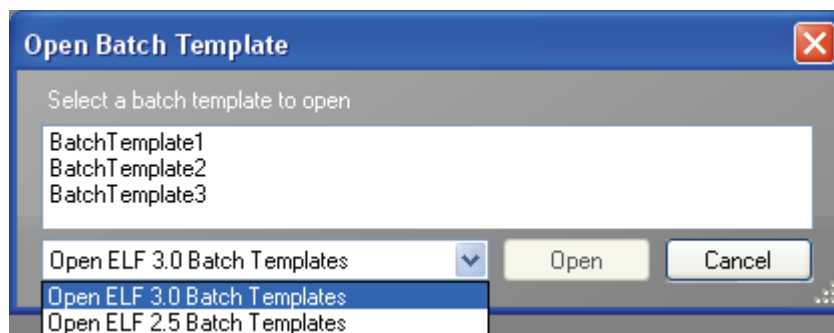 Open Batch Template
Select a batch template to open
BatchTemplate1
BatchTemplate2
BatchTemplate3
Open ELF 3.0 Batch Templates
Open
Cancel
Open ELF 3.0 Batch Templates
Open ELF 2.5 Batch Templates